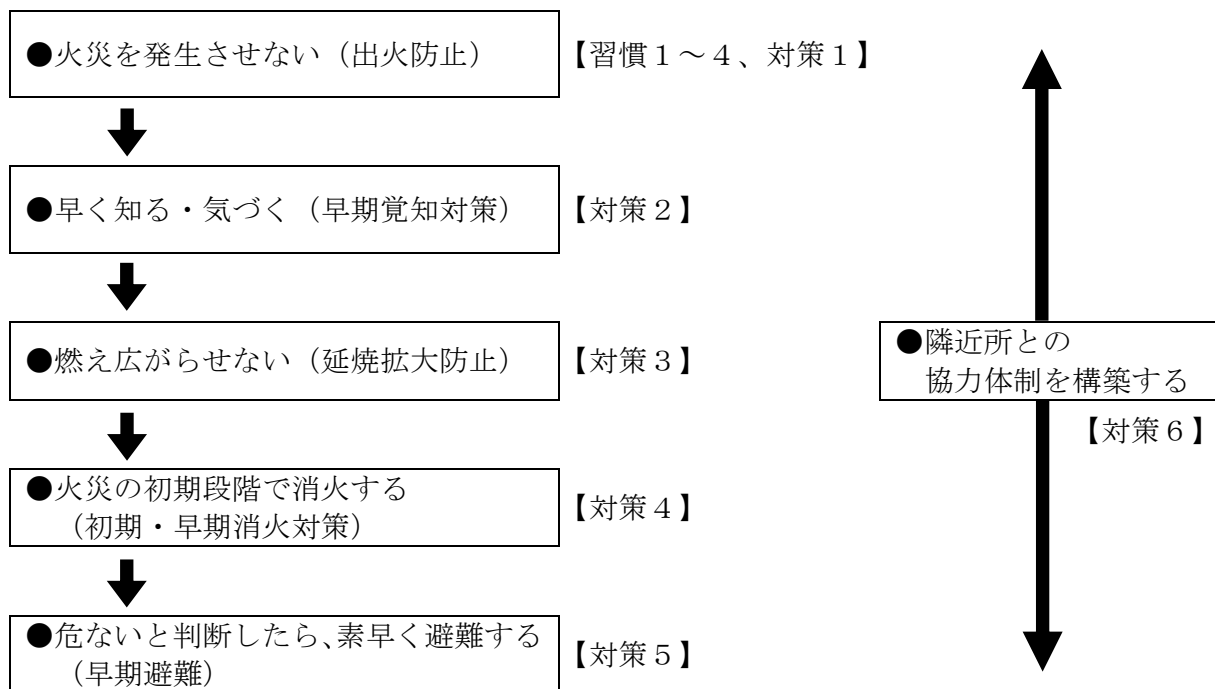 ●火災を発生させない（出火防止）
【習慣１～４、対策１】
●早く知る・気づく（早期覚知対策）
【対策２】
●燃え広がらせない（延焼拡大防止）
【対策３】
●隣近所との
協力体制を構築する
【対策６】
●火災の初期段階で消火する
（初期・早期消火対策）
【対策４】
●危ないと判断したら、素早く避難する
（早期避難）
【対策５】